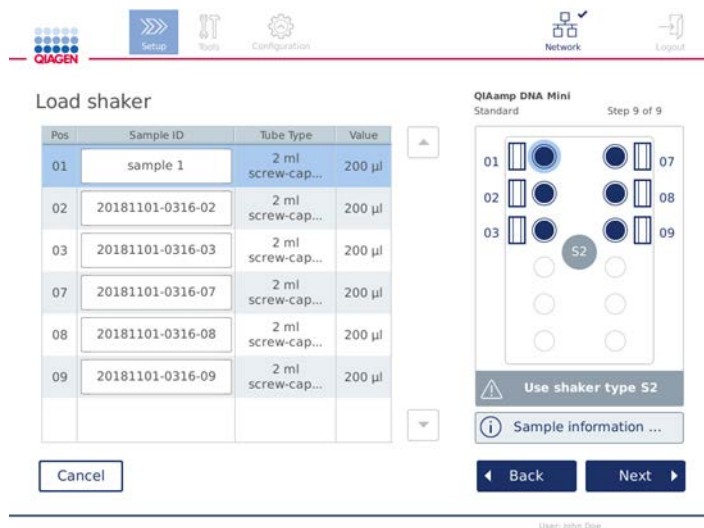 Setup
Tools
Configuration
Network
Logout
QIAGEN
Load shaker
QIAamp DNA Mini
Standard Step 9 of 9
Pos Sample ID Tube Type Value
01 sample 1 2 ml screw-cap... 200 µl
02 20181101-0316-02 2 ml screw-cap... 200 µl
03 20181101-0316-03 2 ml screw-cap... 200 µl
07 20181101-0316-07 2 ml screw-cap... 200 µl
08 20181101-0316-08 2 ml screw-cap... 200 µl
09 20181101-0316-09 2 ml screw-cap... 200 µl
01 07
02 08
03 09
S2
Use shaker type S2
Sample information ...
Cancel
Back
Next
User: John Doe